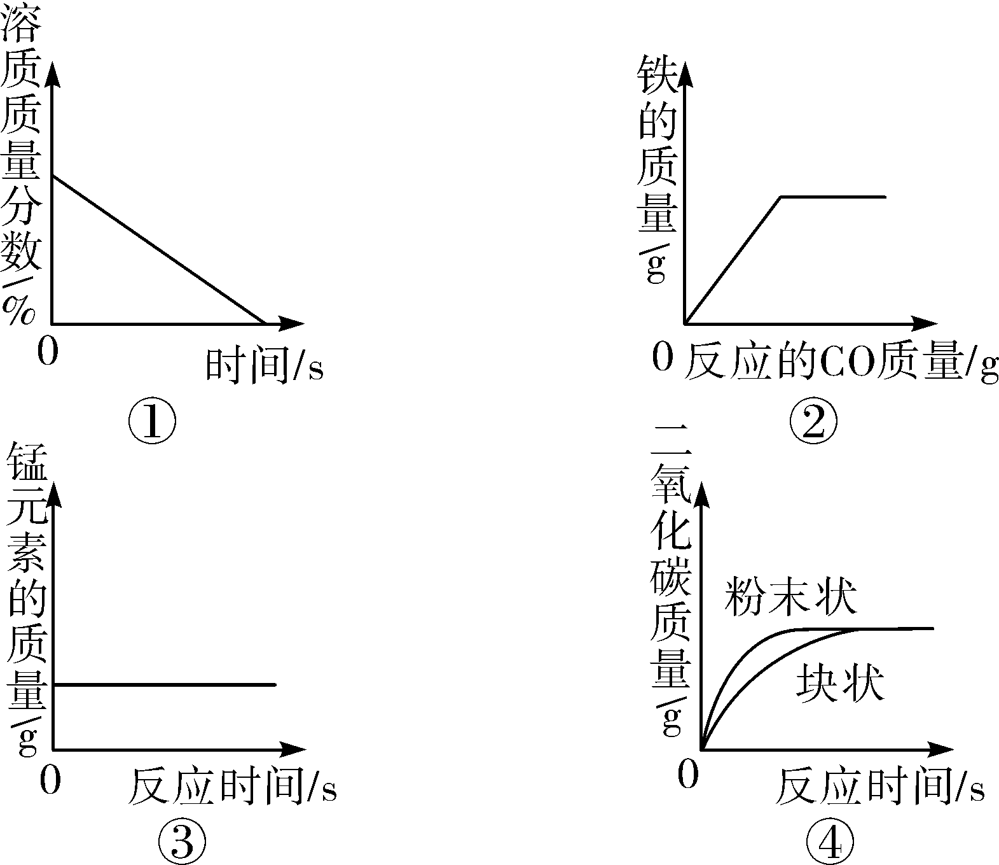 溶质质量分数/%
0
时间/s
①
铁的质量/g
0
反应的CO质量/g
②
锰元素的质量/g
0
反应时间/s
③
二氧化碳质量/g
粉末状
块状
0
反应时间/s
④